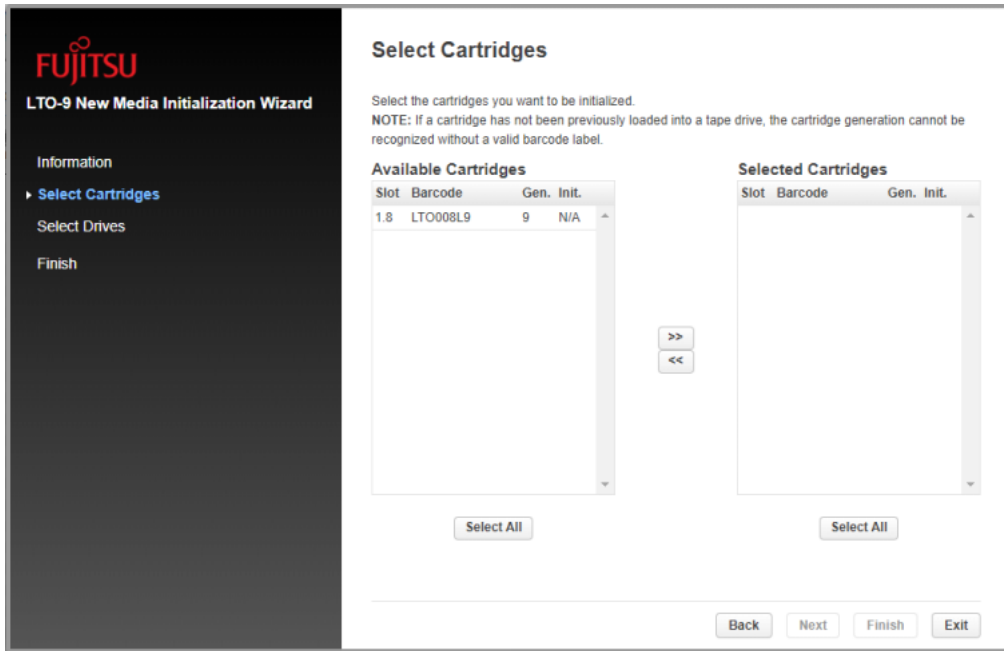 FUJITSU
LTO-9 New Media Initialization Wizard
Information
Select Cartridges
Select Drives
Finish
Select Cartridges
Select the cartridges you want to be initialized.
NOTE: If a cartridge has not been previously loaded into a tape drive, the cartridge generation cannot be
recognized without a valid barcode label.
Available Cartridges
Slot Barcode Gen. Init.
1.8 LTO008L9 9 N/A
Select All
>>
<<
Selected Cartridges
Slot Barcode Gen. Init.
Select All
Back Next Finish Exit